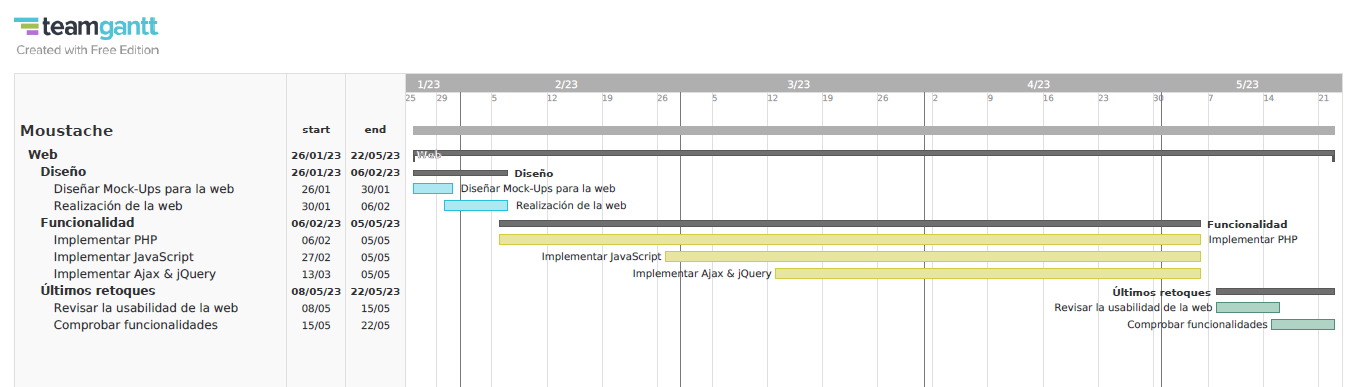 teamgantt
Created with Free Edition
1/23 2/23 3/23 4/23 5/23
25 29 5 12 19 26 5 12 19 26 2 9 16 23 30 7 14 21
Moustache start end
Web 26/01/23 22/05/23 Web
Diseño 26/01/23 06/02/23 Diseño
Diseñar Mock-Ups para la web 26/01 30/01 Diseñar Mock-Ups para la web
Realización de la web 30/01 06/02 Realización de la web
Funcionalidad 06/02/23 05/05/23 Funcionalidad
Implementar PHP 06/02 05/05 Implementar PHP
Implementar JavaScript 27/02 05/05 Implementar JavaScript
Implementar Ajax & jQuery 13/03 05/05 Implementar Ajax & jQuery
Últimos retoques 08/05/23 22/05/23 Últimos retoques
Revisar la usabilidad de la web 08/05 15/05 Revisar la usabilidad de la web
Comprobar funcionalidades 15/05 22/05 Comprobar funcionalidades